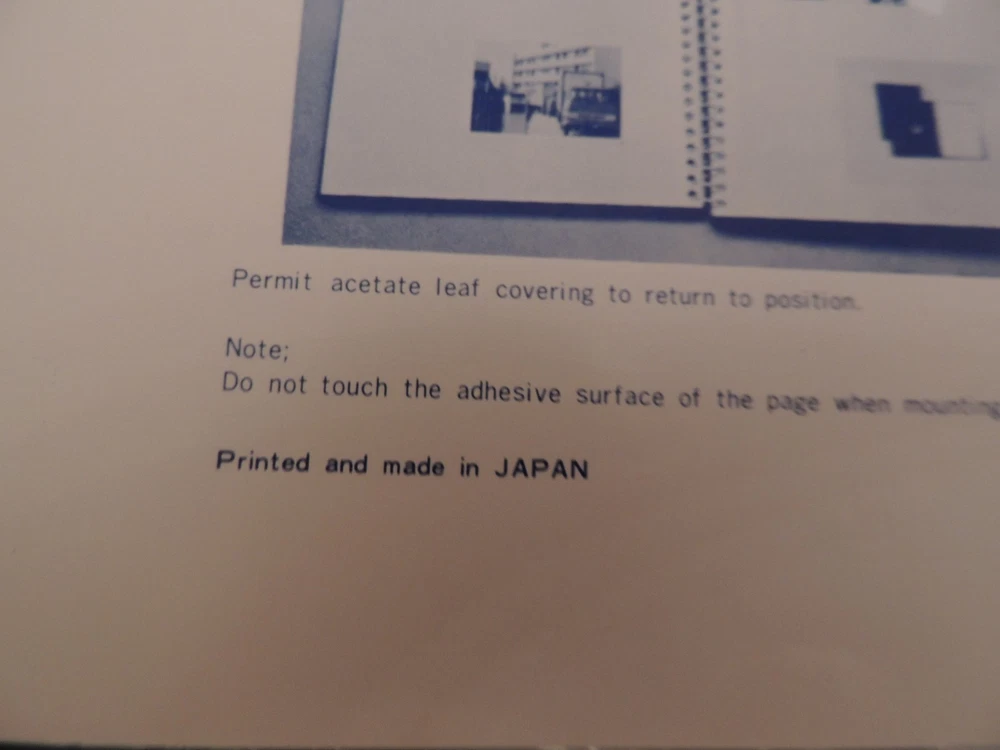 Permit acetate leaf covering to return to position.
Note;
Do not touch the adhesive surface of the page when mounting
Printed and made in JAPAN